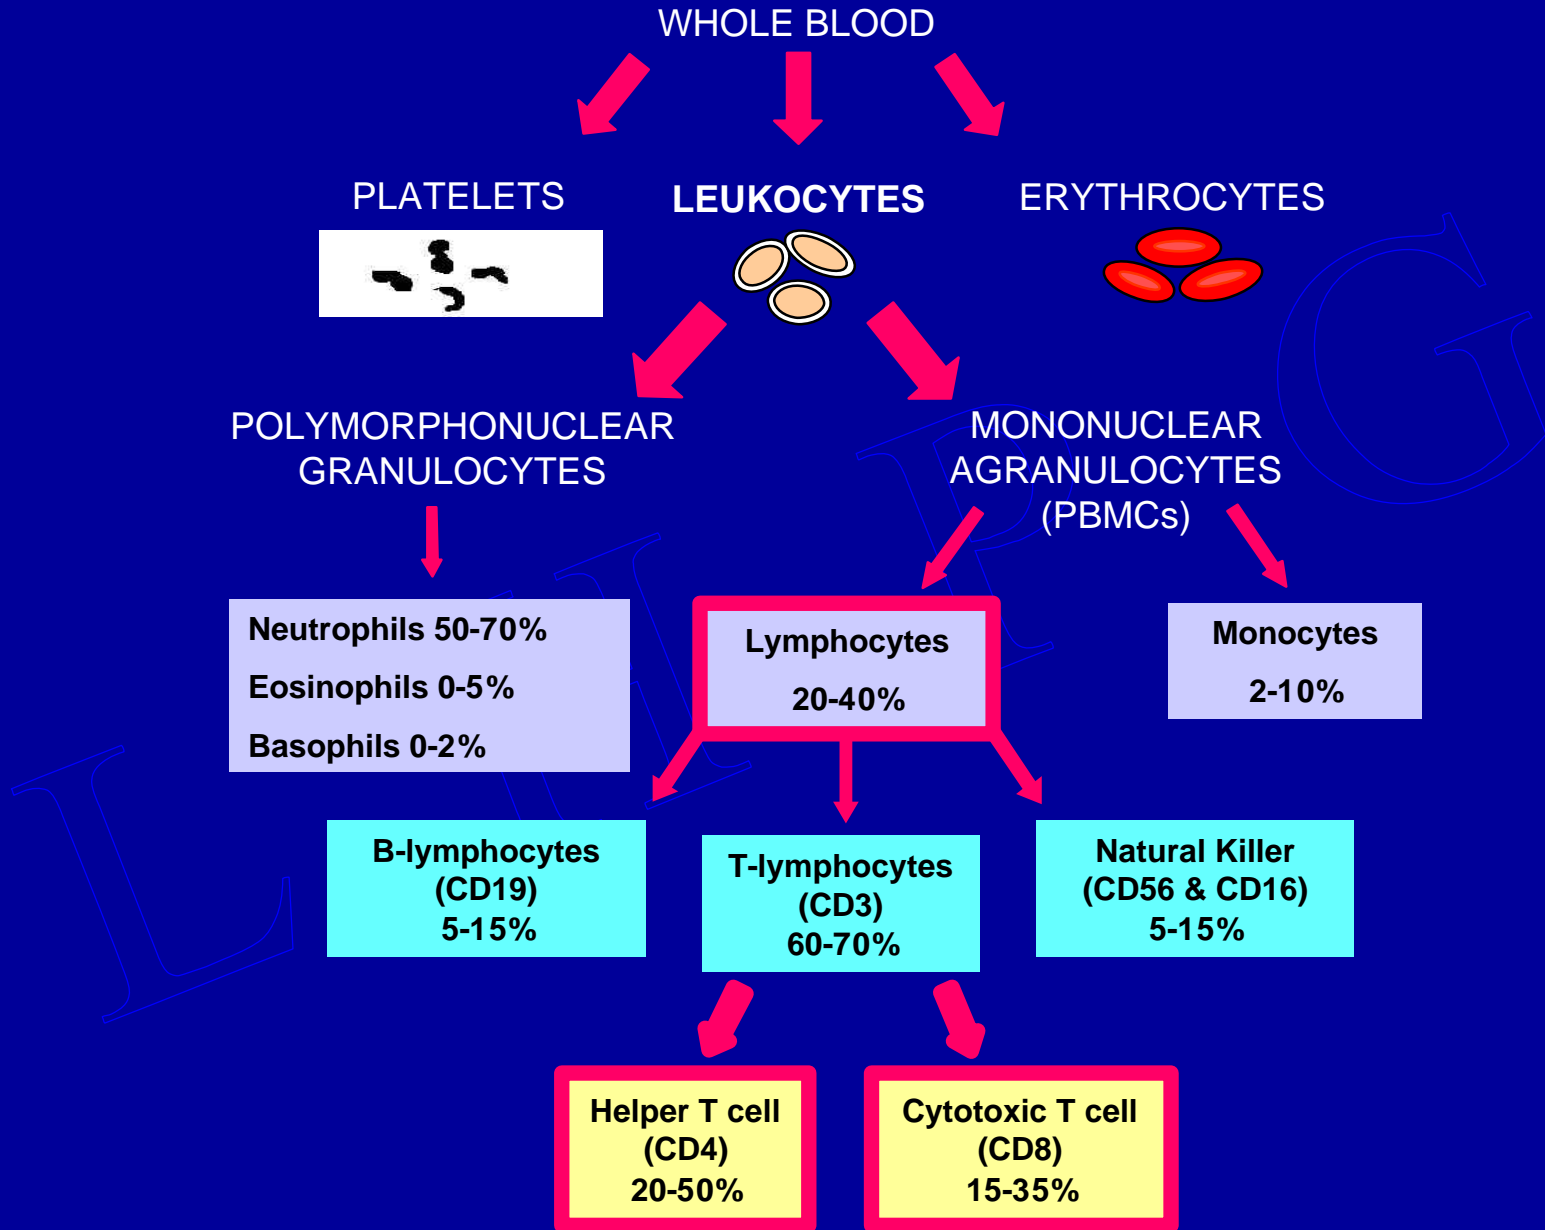 WHOLE BLOOD
PLATELETS
LEUKOCYTES
ERYTHROCYTES
POLYMORPHONUCLEAR
GRANULOCYTES
MONONUCLEAR
AGRANULOCYTES
(PBMCs)
Neutrophils 50-70%
Eosinophils 0-5%
Basophils 0-2%
Lymphocytes
20-40%
Monocytes
2-10%
B-lymphocytes
(CD19)
5-15%
T-lymphocytes
(CD3)
60-70%
Natural Killer
(CD56 & CD16)
5-15%
Helper T cell
(CD4)
20-50%
Cytotoxic T cell
(CD8)
15-35%